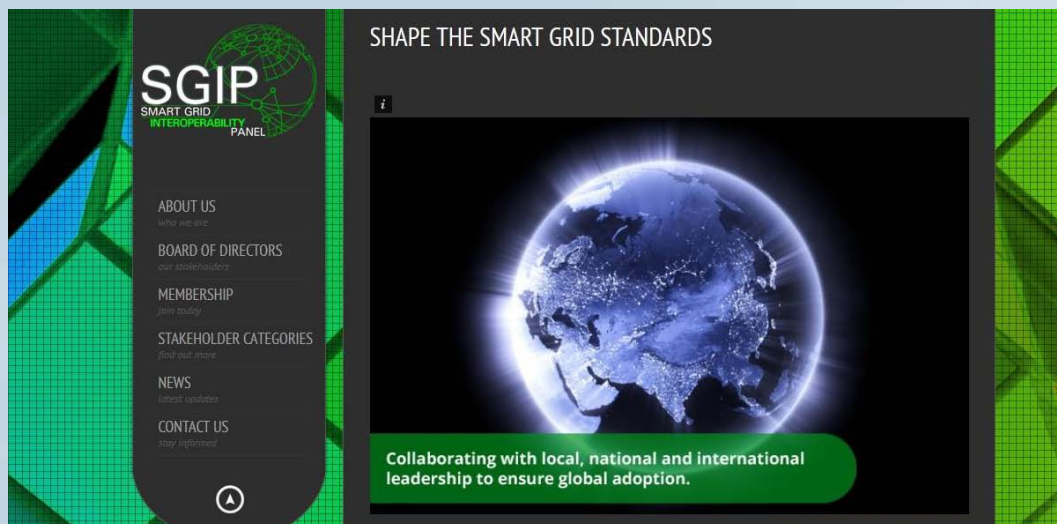 SGIP
SMART GRID
INTEROPERABILITY
PANEL
ABOUT US
who we are
BOARD OF DIRECTORS
our stakeholders
MEMBERSHIP
join today
STAKEHOLDER CATEGORIES
find out more
NEWS
latest updates
CONTACT US
stay informed
SHAPE THE SMART GRID STANDARDS
i
Collaborating with local, national and international
leadership to ensure global adoption.